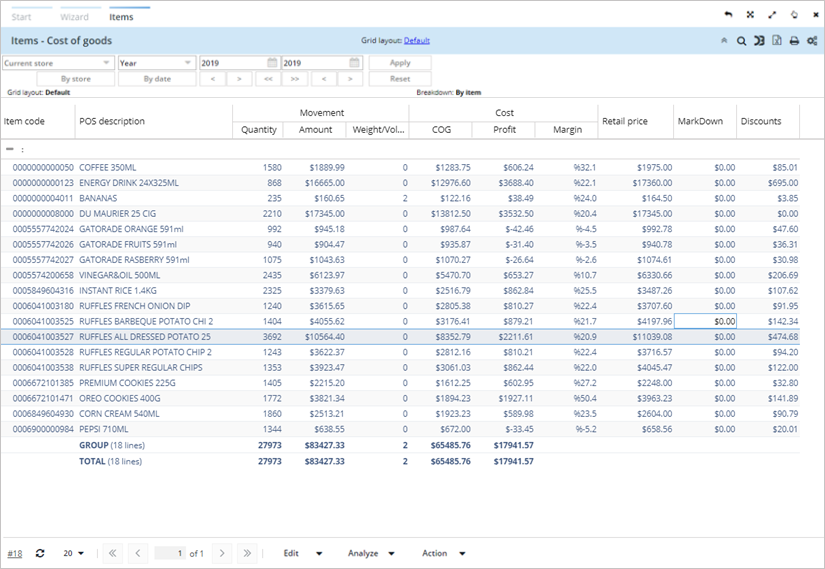 Start Wizard Items
Items - Cost of goods Grid layout: Default
Current store Year 2019 2019 Apply
By store By date < > << >> < > Reset
Grid layout: Default Breakdown: By item
Item code POS description Movement Cost Retail price MarkDown Discounts
Quantity Amount Weight/Vol... COG Profit Margin
:
0000000000050 COFFEE 350ML 1580 $1889.99 0 $1283.75 $606.24 %32.1 $1975.00 $0.00 $85.01
0000000000123 ENERGY DRINK 24X325ML 868 $16665.00 0 $12976.60 $3688.40 %22.1 $17360.00 $0.00 $695.00
0000000004011 BANANAS 235 $160.65 2 $122.16 $38.49 %24.0 $164.50 $0.00 $3.85
0000000008000 DU MAURIER 25 CIG 2210 $17345.00 0 $13812.50 $3532.50 %20.4 $17345.00 $0.00 $0.00
0005557742024 GATORADE ORANGE 591ml 992 $945.18 0 $987.64 $-42.46 %-4.5 $992.78 $0.00 $47.60
0005557742026 GATORADE FRUITS 591ml 940 $904.47 0 $935.87 $-31.40 %-3.5 $940.78 $0.00 $36.31
0005557742027 GATORADE RASBERRY 591ml 1075 $1043.63 0 $1070.27 $-26.64 %-2.6 $1074.61 $0.00 $30.98
0005574200658 VINEGAR&OIL 500ML 2435 $6123.97 0 $5470.70 $653.27 %10.7 $6330.66 $0.00 $206.69
0005849604316 INSTANT RICE 1.4KG 2325 $3379.63 0 $2516.79 $862.84 %25.5 $3487.26 $0.00 $107.62
0006041003180 RUFFLES FRENCH ONION DIP 1240 $3615.65 0 $2805.38 $810.27 %22.4 $3707.60 $0.00 $91.95
0006041003525 RUFFLES BARBEQUE POTATO CHI 2 1404 $4055.62 0 $3176.41 $879.21 %21.7 $4197.96 $0.00 $142.34
0006041003527 RUFFLES ALL DRESSED POTATO 25 3692 $10564.40 0 $8352.79 $2211.61 %20.9 $11039.08 $0.00 $474.68
0006041003528 RUFFLES REGULAR POTATO CHIP 2 1243 $3622.37 0 $2812.16 $810.21 %22.4 $3716.57 $0.00 $94.20
0006041003538 RUFFLES SUPER REGULAR CHIPS 1353 $3923.47 0 $3061.03 $862.44 %22.0 $4045.47 $0.00 $122.00
0006672101385 PREMIUM COOKIES 225G 1405 $2215.20 0 $1612.25 $602.95 %27.2 $2248.00 $0.00 $32.80
0006672101471 OREO COOKIES 400G 1772 $3821.34 0 $1894.23 $1927.11 %50.4 $3963.23 $0.00 $141.89
0006849604930 CORN CREAM 540ML 1860 $2513.21 0 $1923.23 $589.98 %23.5 $2604.00 $0.00 $90.79
0006900000984 PEPSI 710ML 1344 $638.55 0 $672.00 $-33.45 %-5.2 $658.56 $0.00 $20.01
GROUP (18 lines) 27973 $83427.33 2 $65485.76 $17941.57
TOTAL (18 lines) 27973 $83427.33 2 $65485.76 $17941.57
#18 20 1 of 1 Edit Analyze Action